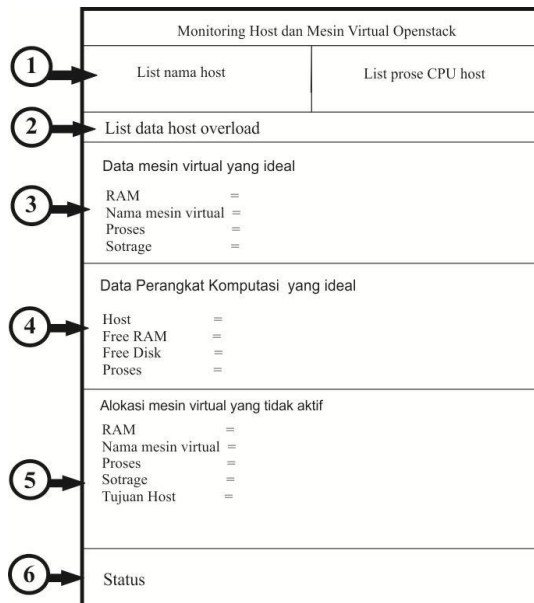 Monitoring Host dan Mesin Virtual Openstack
1
List nama host
List prose CPU host
2
List data host overload
3
Data mesin virtual yang ideal
RAM =
Nama mesin virtual =
Proses =
Sotrage =
4
Data Perangkat Komputasi yang ideal
Host =
Free RAM =
Free Disk =
Proses =
5
Alokasi mesin virtual yang tidak aktif
RAM =
Nama mesin virtual =
Proses =
Sotrage =
Tujuan Host =
6
Status